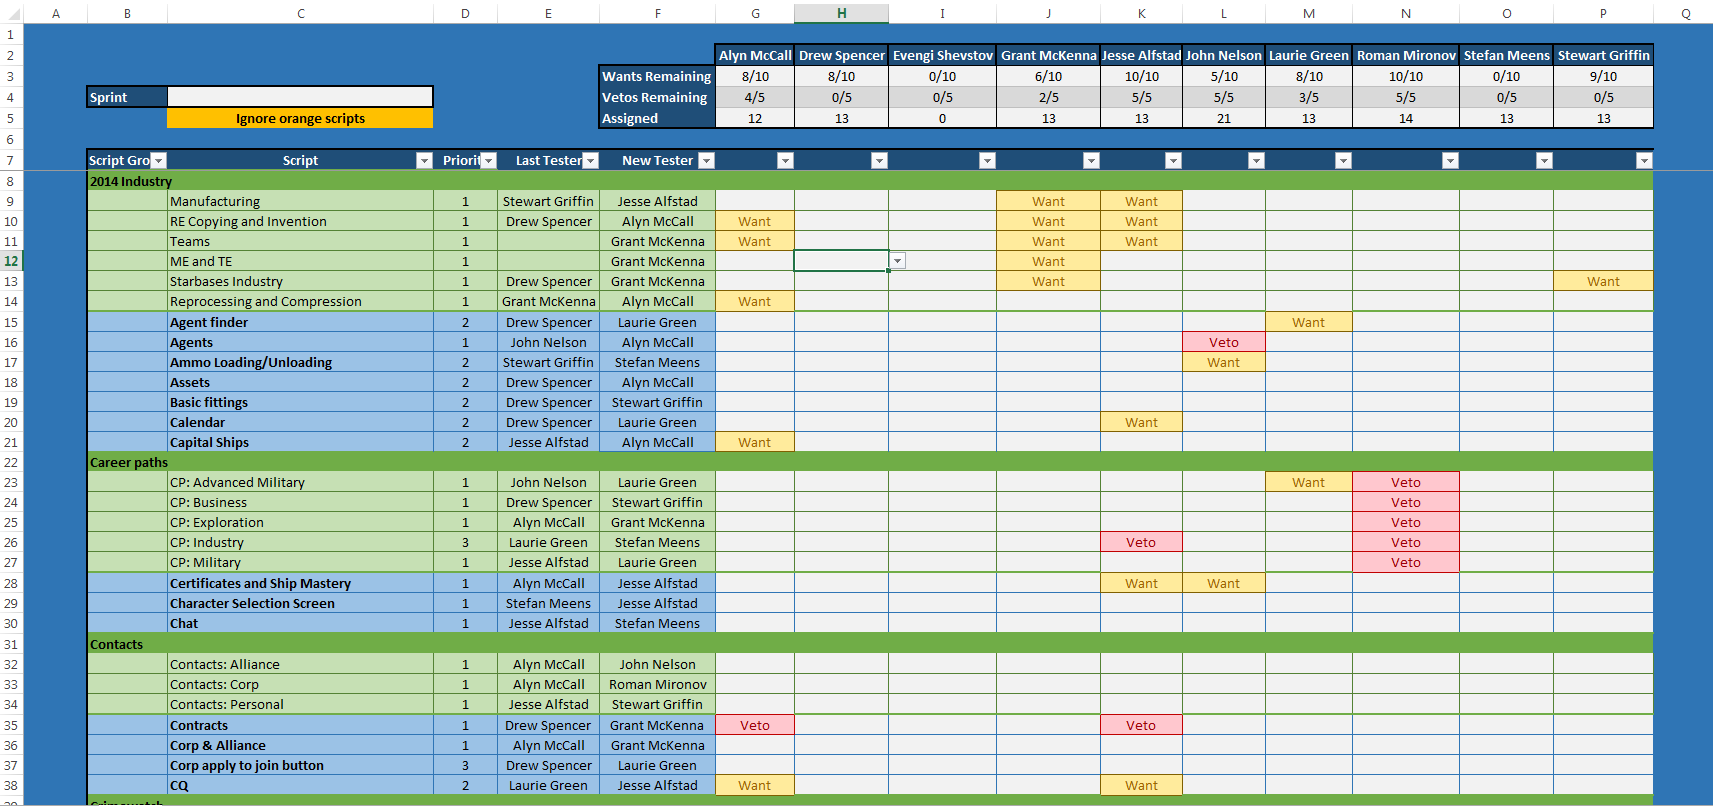 A B C D E F G H I J K L M N O P Q
1
2 Alyn McCall Drew Spencer Evengi Shevstov Grant McKenna Jesse Alfstad John Nelson Laurie Green Roman Mironov Stefan Meens Stewart Griffin
3 Wants Remaining 8/10 8/10 0/10 6/10 10/10 5/10 8/10 10/10 0/10 9/10
4 Sprint Vetos Remaining 4/5 0/5 0/5 2/5 5/5 5/5 3/5 5/5 0/5 0/5
5 Ignore orange scripts Assigned 12 13 0 13 13 21 13 14 13 13
6
7 Script Gro Script Priorit Last Tester New Tester
8 2014 Industry
9 Manufacturing 1 Stewart Griffin Jesse Alfstad Want Want
10 RE Copying and Invention 1 Drew Spencer Alyn McCall Want Want Want
11 Teams 1 Grant McKenna Want Want Want
12 ME and TE 1 Grant McKenna Want
13 Starbases Industry 1 Drew Spencer Grant McKenna Want Want
14 Reprocessing and Compression 1 Grant McKenna Alyn McCall Want
15 Agent finder 2 Drew Spencer Laurie Green Want
16 Agents 1 John Nelson Alyn McCall Veto
17 Ammo Loading/Unloading 2 Stewart Griffin Stefan Meens Want
18 Assets 2 Drew Spencer Alyn McCall
19 Basic fittings 2 Drew Spencer Stewart Griffin
20 Calendar 2 Drew Spencer Laurie Green Want
21 Capital Ships 2 Jesse Alfstad Alyn McCall Want
22 Career paths
23 CP: Advanced Military 1 John Nelson Laurie Green Want Veto
24 CP: Business 1 Drew Spencer Stewart Griffin Veto
25 CP: Exploration 1 Alyn McCall Grant McKenna Veto
26 CP: Industry 3 Laurie Green Stefan Meens Veto Veto
27 CP: Military 1 Jesse Alfstad Laurie Green Veto
28 Certificates and Ship Mastery 1 Alyn McCall Jesse Alfstad Want Want
29 Character Selection Screen 1 Stefan Meens Jesse Alfstad
30 Chat 1 Jesse Alfstad Stefan Meens
31 Contacts
32 Contacts: Alliance 1 Alyn McCall John Nelson
33 Contacts: Corp 1 Alyn McCall Roman Mironov
34 Contacts: Personal 1 Jesse Alfstad Stewart Griffin
35 Contracts 1 Drew Spencer Grant McKenna Veto Veto
36 Corp & Alliance 1 Alyn McCall Grant McKenna
37 Corp apply to join button 3 Drew Spencer Laurie Green
38 CQ 2 Laurie Green Jesse Alfstad Want Want